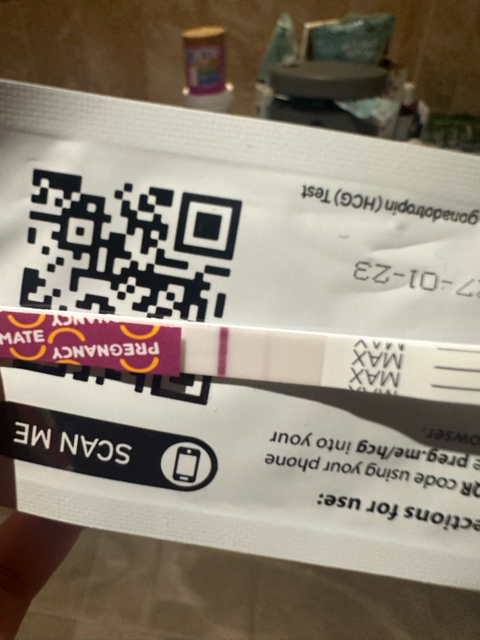 ections for use:
QR code using your phone
e preg.me/hcg into your
owser.
SCAN ME
MAX
MAX
MAX
PREGNANCY
MATE
27-01-23
gonadotropin (HCG) Test